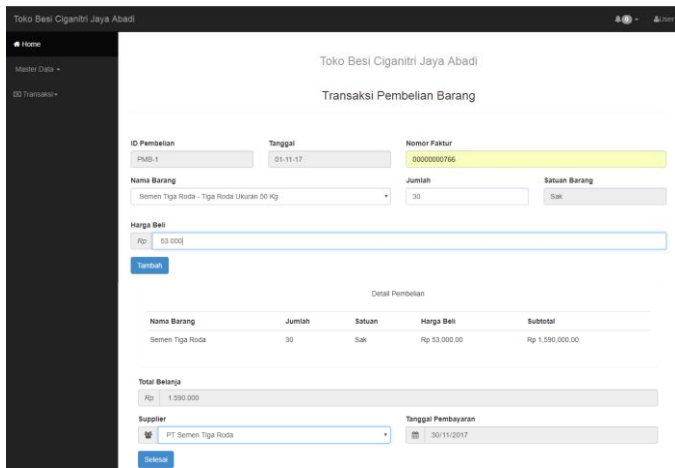 Toko Besi Ciganitri Jaya Abadi
0
User
Home
Master Data
Transaksi
Toko Besi Ciganitri Jaya Abadi
Transaksi Pembelian Barang
ID Pembelian Tanggal Nomor Faktur
PMB-1 01-11-17 00000000766
Nama Barang Jumlah Satuan Barang
Semen Tiga Roda - Tiga Roda Ukuran 50 Kg 30 Sak
Harga Beli
Rp 53.000
Tambah
Detail Pembelian
Nama Barang Jumlah Satuan Harga Beli Subtotal
Semen Tiga Roda 30 Sak Rp 53,000.00 Rp 1,590,000.00
Total Belanja
Rp 1.590.000
Supplier Tanggal Pembayaran
PT Semen Tiga Roda 30/11/2017
Selesai